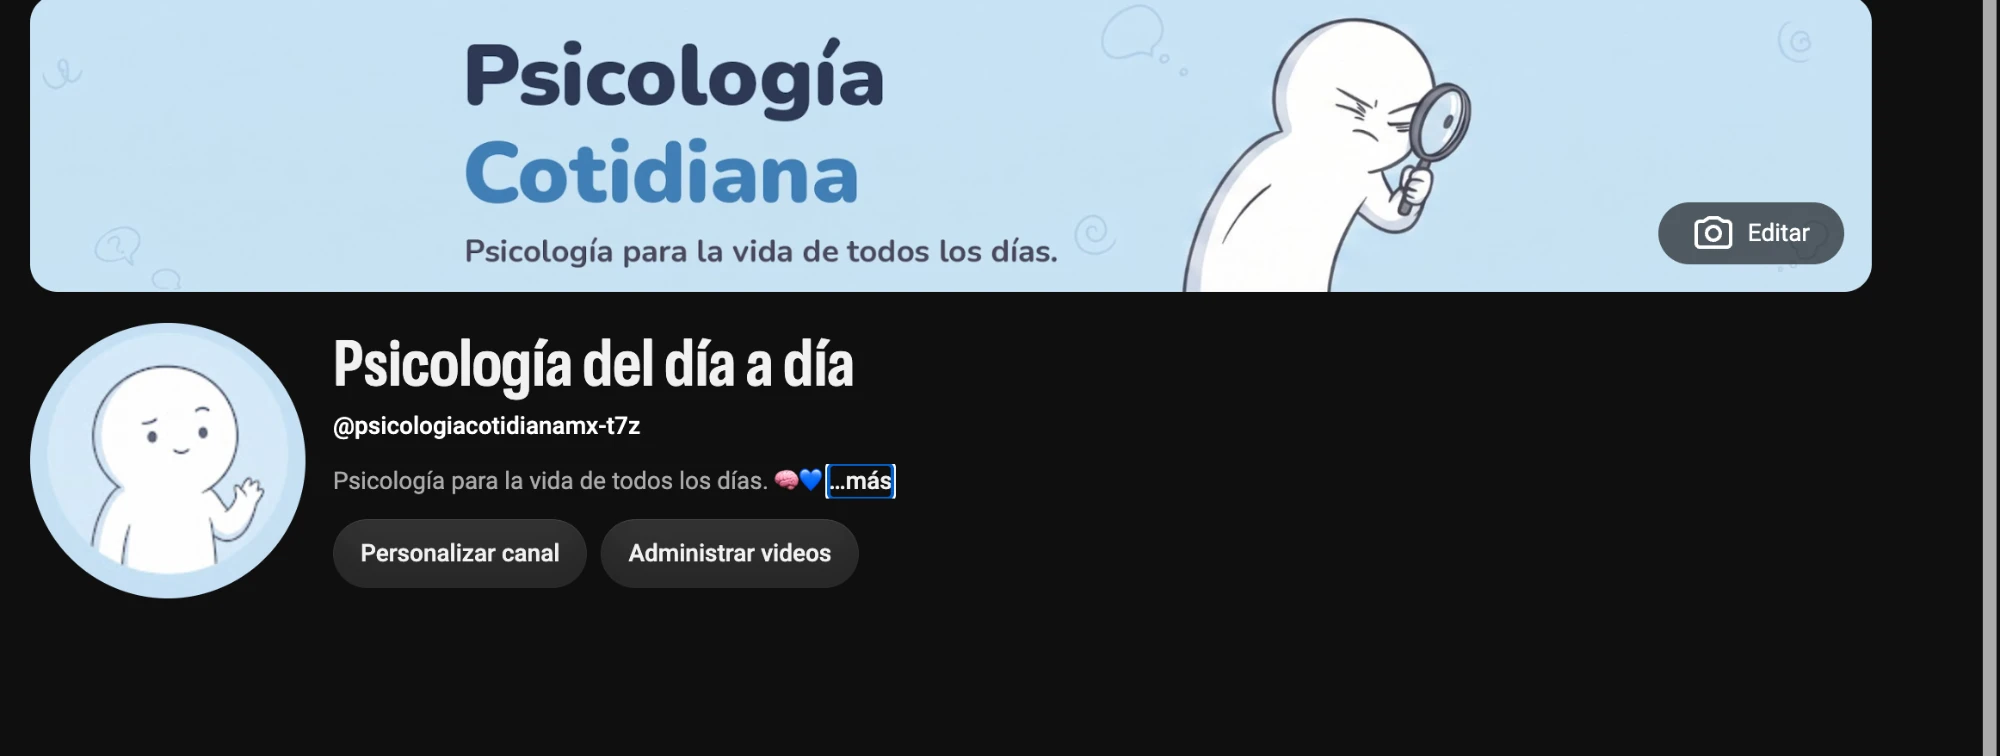 Psicología
Cotidiana
Psicología para la vida de todos los días.
Editar
Psicología del día a día
@psicologiacotidianamx-t7z
Psicología para la vida de todos los días. 🧠💙 ...más
Personalizar canal
Administrar videos